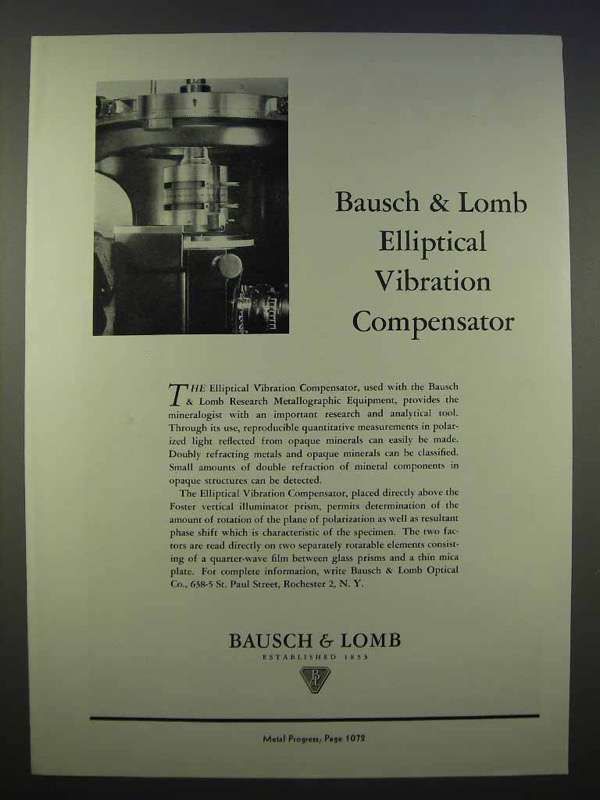 Bausch & Lomb
Elliptical
Vibration
Compensator
THE Elliptical Vibration Compensator, used with the Bausch
& Lomb Research Metallographic Equipment, provides the
mineralogist with an important research and analytical tool.
Through its use, reproducible quantitative measurements in polar-
ized light reflected from opaque minerals can easily be made.
Doubly refracting metals and opaque minerals can be classified.
Small amounts of double refraction of mineral components in
opaque structures can be detected.
The Elliptical Vibration Compensator, placed directly above the
Foster vertical illuminator prism, permits determination of the
amount of rotation of the plane of polarization as well as resultant
phase shift which is characteristic of the specimen. The two fac-
tors are read directly on two separately rotatable elements consist-
ing of a quarter-wave film between glass prisms and a thin mica
plate. For complete information, write Bausch & Lomb Optical
Co., 638-5 St. Paul Street, Rochester 2, N. Y.
BAUSCH & LOMB
ESTABLISHED 1853
Metal Progress; Page 1072